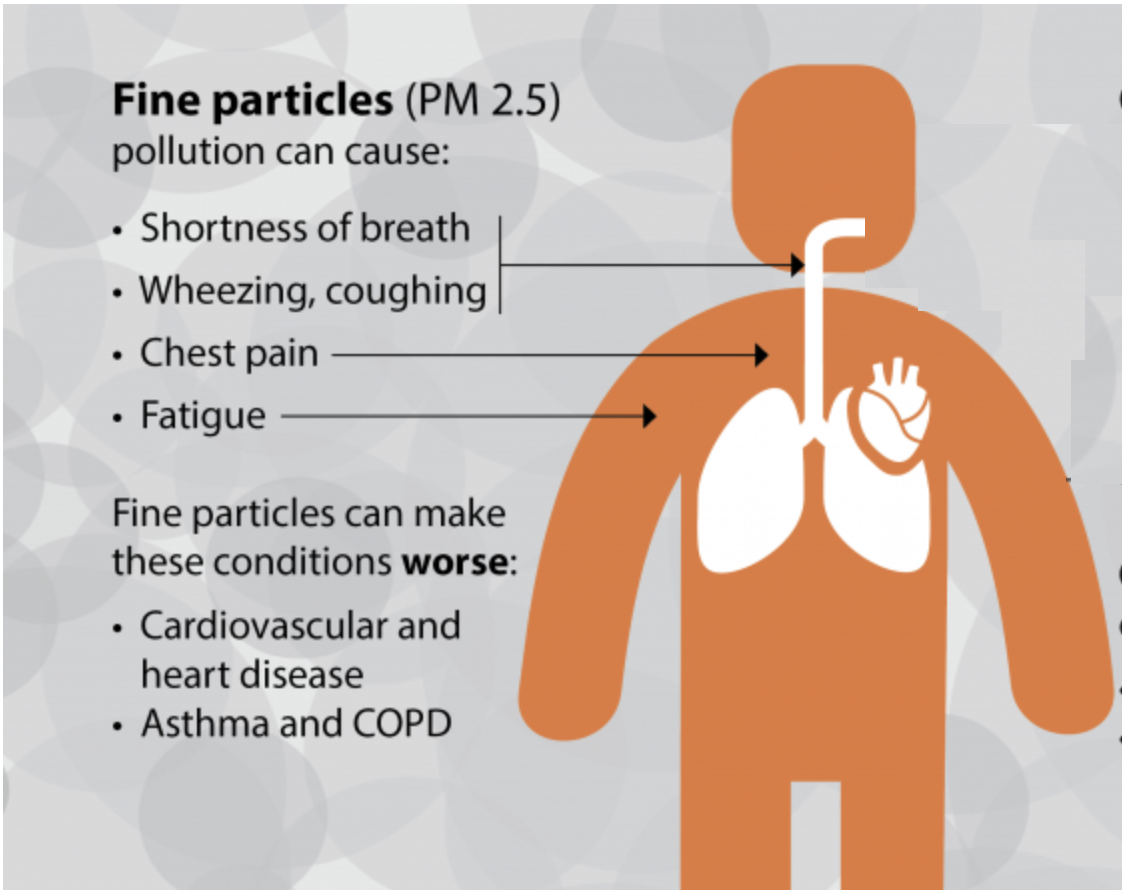 Fine particles (PM 2.5)
pollution can cause:
• Shortness of breath
• Wheezing, coughing
• Chest pain
• Fatigue
Fine particles can make
these conditions worse:
• Cardiovascular and
heart disease
• Asthma and COPD